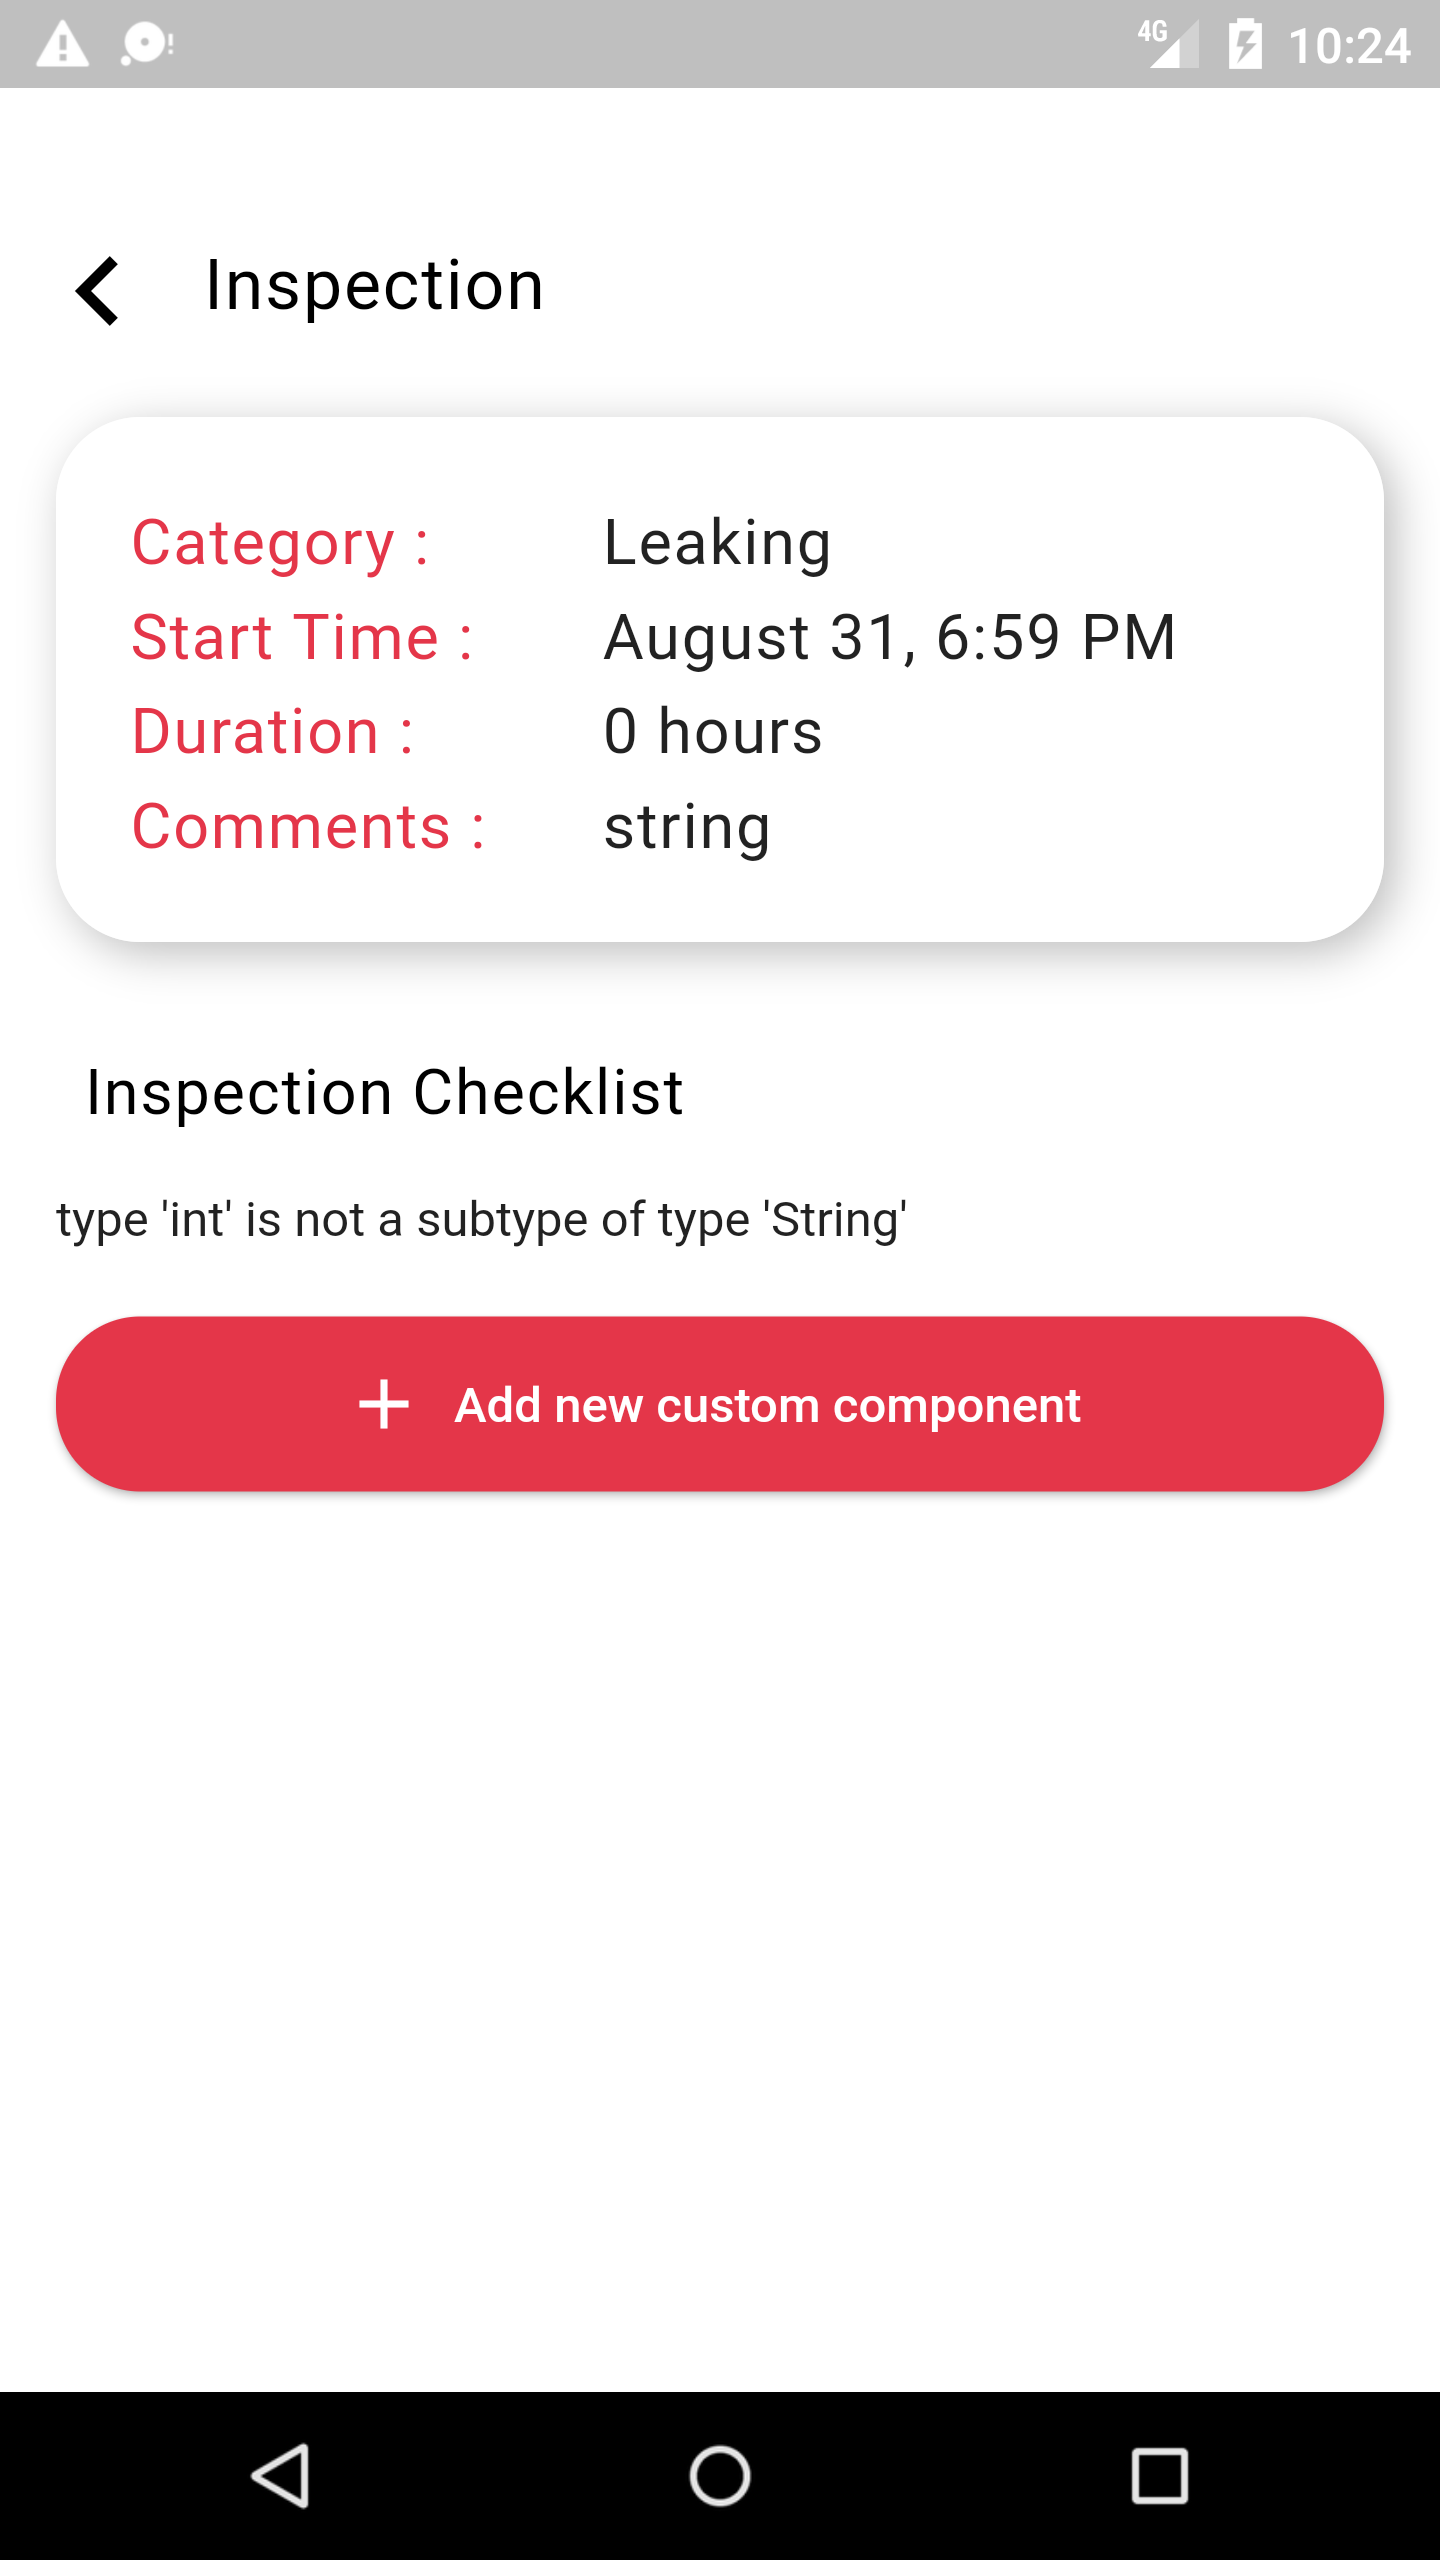 4G 10:24
Inspection
Category : Leaking
Start Time : August 31, 6:59 PM
Duration : 0 hours
Comments : string
Inspection Checklist
type 'int' is not a subtype of type 'String'
Add new custom component